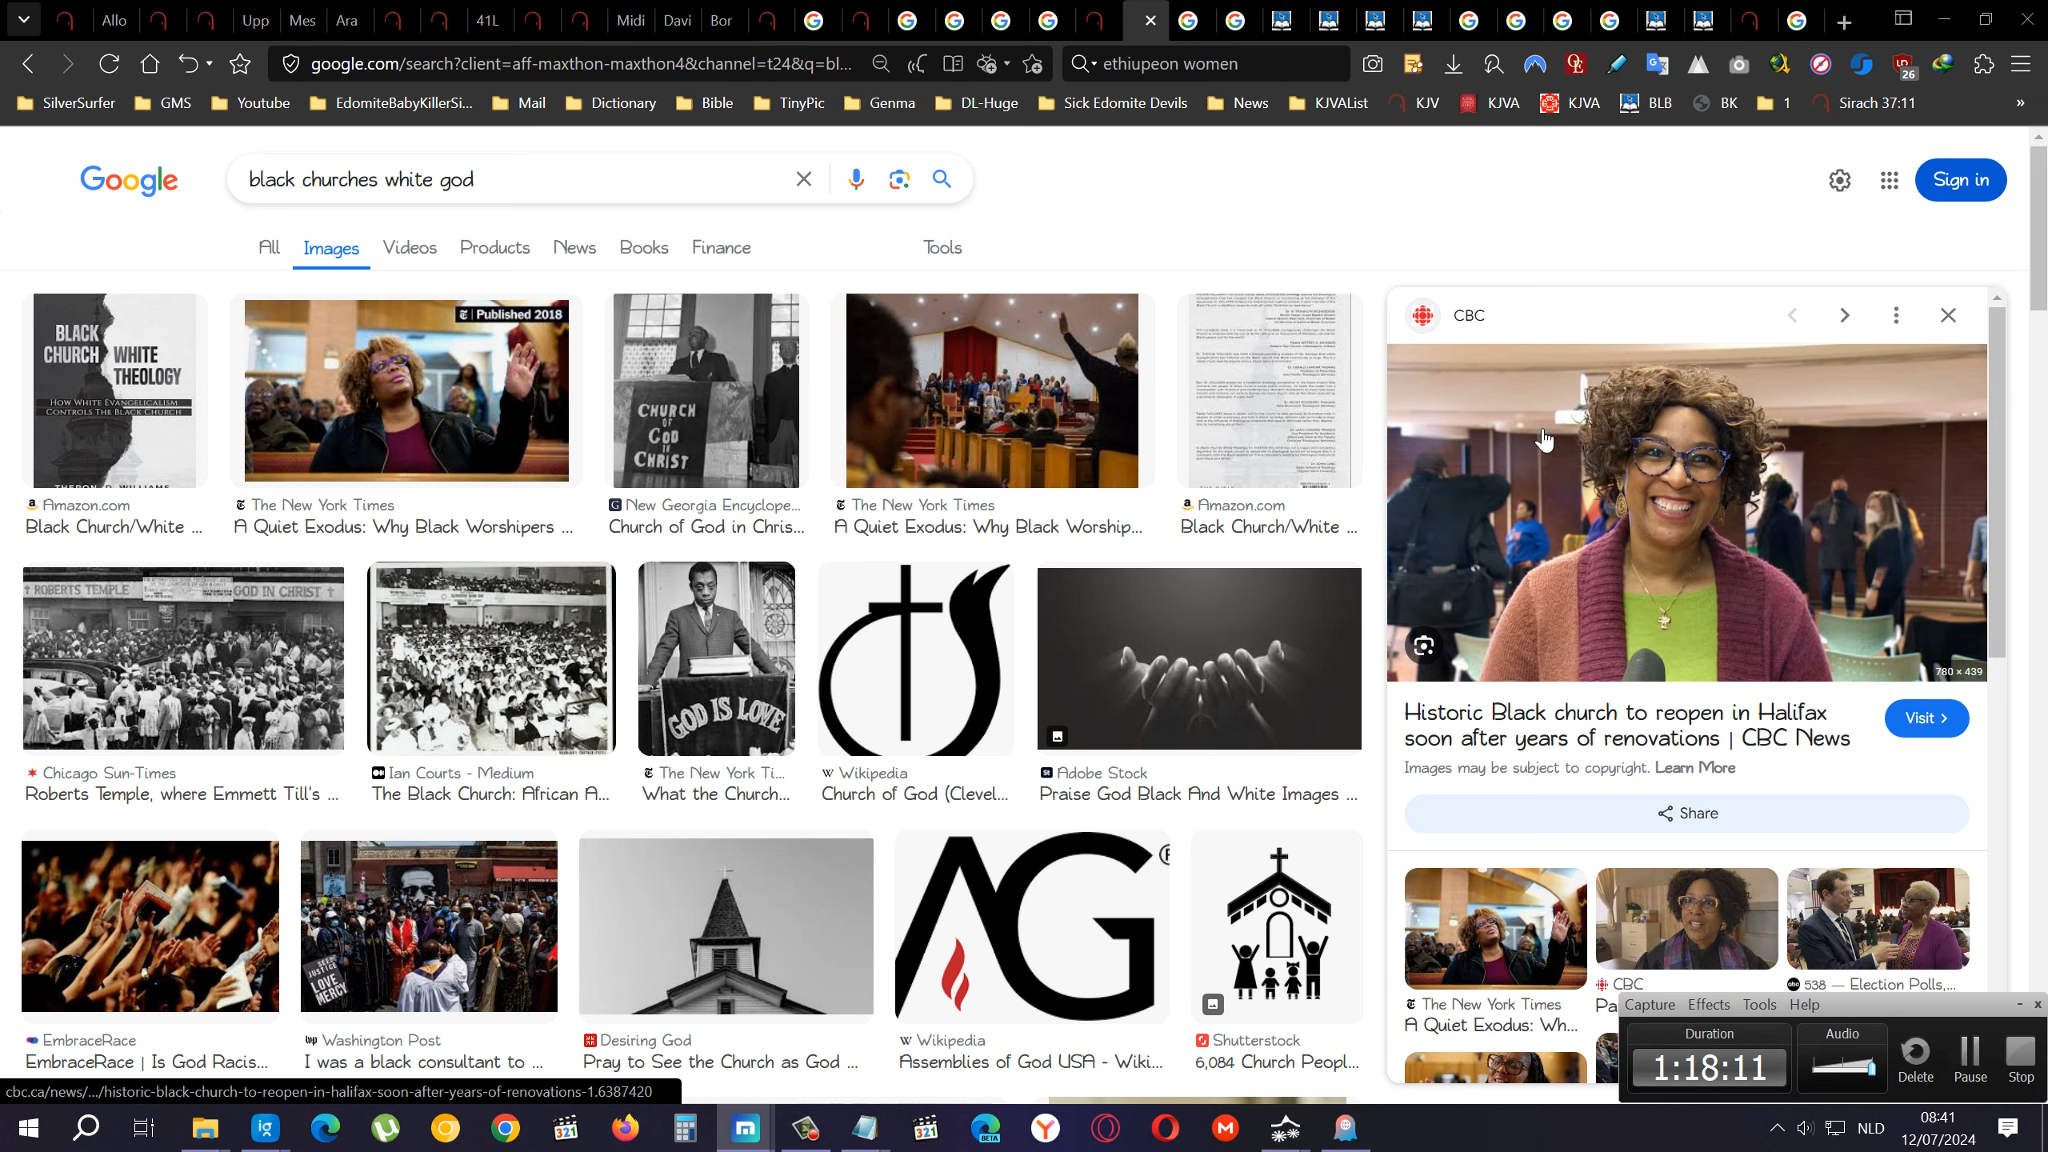 Allo
Upp
Mes
Ara
41L
Midi
Davi
Bor
google.com/search?client=aff-maxthon-maxthon4&channel=t24&q=bl...
ethiupeon women
26
SilverSurfer
GMS
Youtube
EdomiteBabyKillerSi...
Mail
Dictionary
Bible
TinyPic
Genma
DL-Huge
Sick Edomite Devils
News
KJVAList
KJV
KJVA
KJVA
BLB
BK
1
Sirach 37:11
»
Google
black churches white god
Sign in
All
Images
Videos
Products
News
Books
Finance
Tools
BLACK CHURCH
WHITE THEOLOGY
HOW WHITE EVANGELICALISM
CONTROLS THE BLACK CHURCH
Published 2018
CHURCH
OF
GOD
IN
CHRIST
Amazon.com
Black Church/White ...
The New York Times
A Quiet Exodus: Why Black Worshipers ...
New Georgia Encyclope...
Church of God in Chris...
The New York Times
A Quiet Exodus: Why Black Worship...
Amazon.com
Black Church/White ...
CBC
780 × 439
Historic Black church to reopen in Halifax
soon after years of renovations | CBC News
Visit
Images may be subject to copyright. Learn More
Share
ROBERTS TEMPLE
GOD IN CHRIST
GOD IS LOVE
Chicago Sun-Times
Roberts Temple, where Emmett Till's ...
Ian Courts - Medium
The Black Church: African A...
The New York Ti...
What the Church...
Wikipedia
Church of God (Clevel...
Adobe Stock
Praise God Black And White Images ...
JUSTICE
LOVE
MERCY
AG
EmbraceRace
EmbraceRace | Is God Racis...
Washington Post
I was a black consultant to ...
Desiring God
Pray to See the Church as God ...
Wikipedia
Assemblies of God USA - Wiki...
Shutterstock
6,084 Church Peopl...
The New York Times
A Quiet Exodus: Wh...
CBC
Pa
538 — Election Polls,...
Capture Effects Tools Help
Duration
Audio
1:18:11
Delete
Pause
Stop
cbc.ca/news/.../historic-black-church-to-reopen-in-halifax-soon-after-years-of-renovations-1.6387420
NLD
08:41
12/07/2024